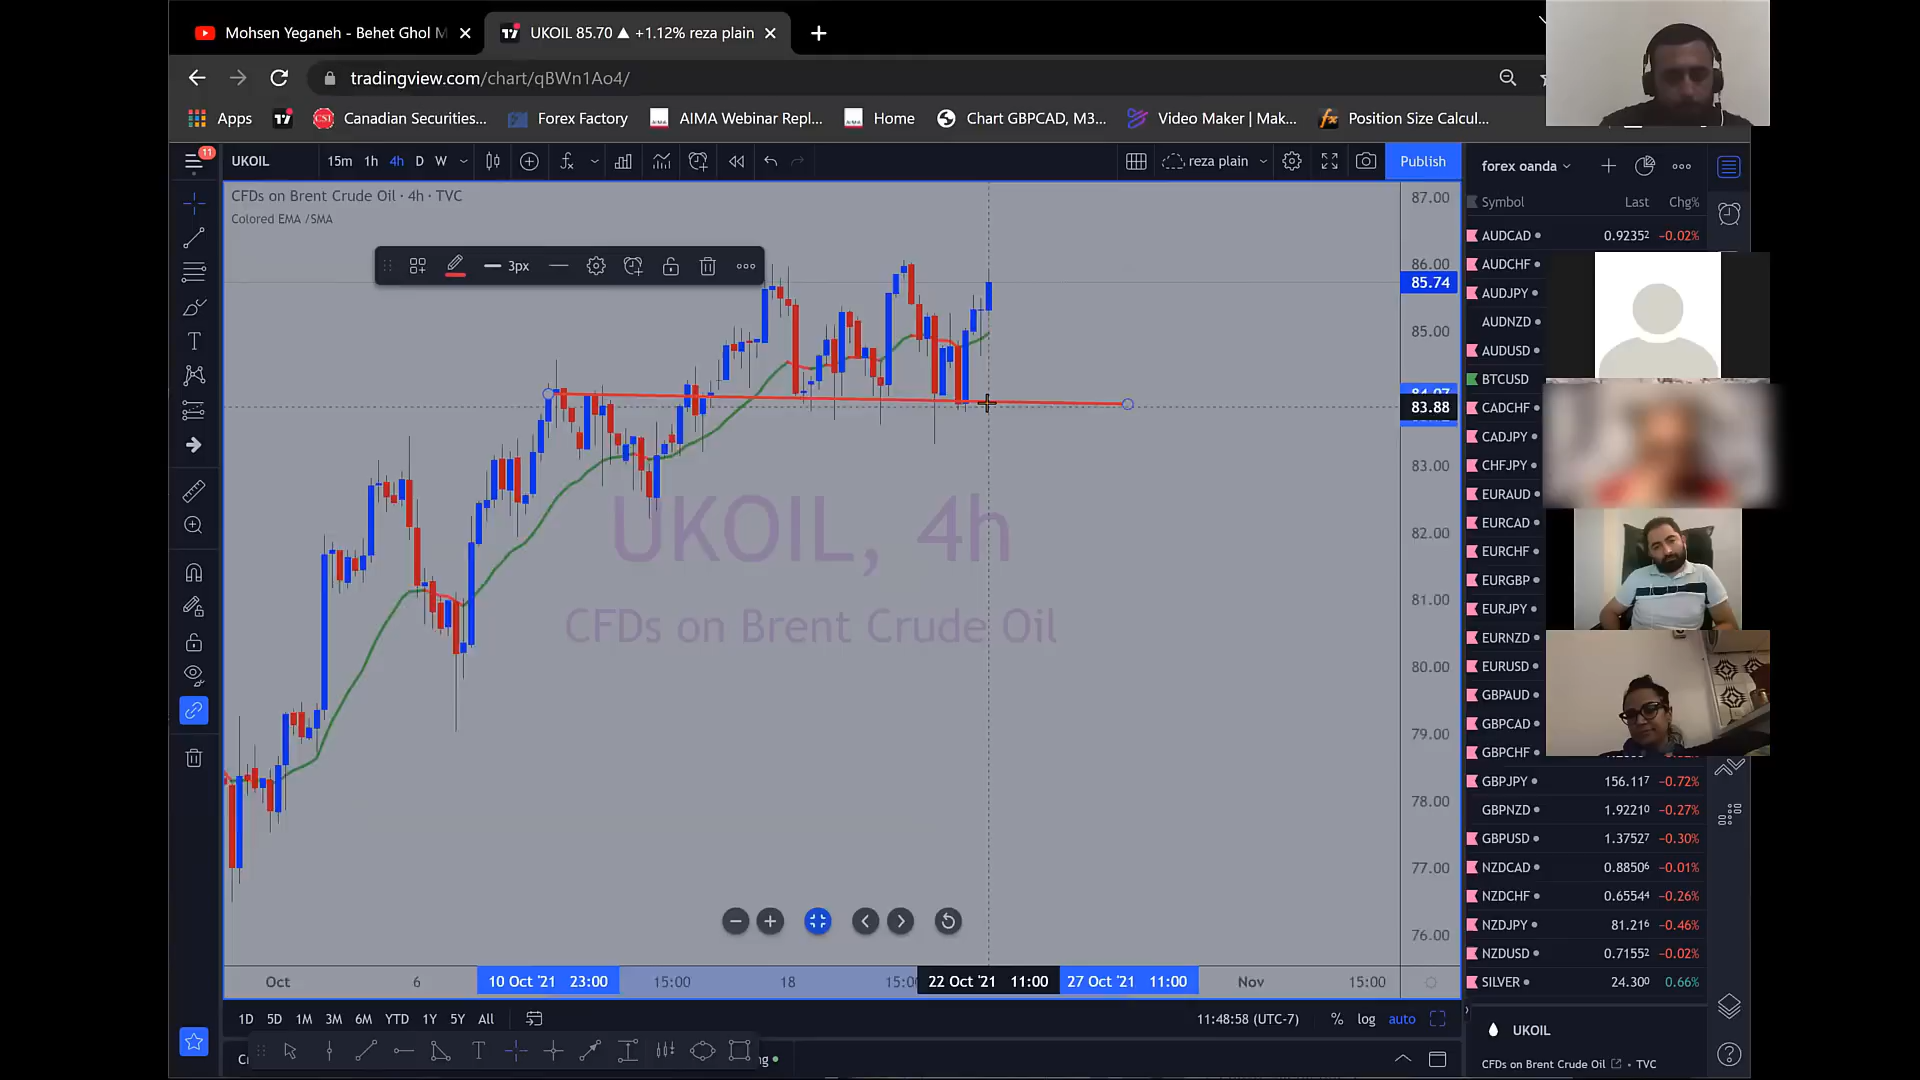 Mohsen Yeganeh - Behet Ghol M
UKOIL 85.70 ▲ +1.12% reza plain
tradingview.com/chart/qBWn1Ao4/
Apps
CSI
Canadian Securities...
Forex Factory
AIMA Webinar Repl...
Home
Chart GBPCAD, M3...
Video Maker | Mak...
Position Size Calcul...
11
UKOIL
15m 1h 4h D W
reza plain
Publish
forex oanda
CFDs on Brent Crude Oil · 4h · TVC
Colored EMA /SMA
3px
Symbol Last Chg%
AUDCAD 0.92352 -0.02%
AUDCHF
AUDJPY
AUDNZD
AUDUSD
BTCUSD
CADCHF
CADJPY
CHFJPY
EURAUD
EURCAD
EURCHF
EURGBP
EURJPY
EURNZD
EURUSD
GBPAUD
GBPCAD
GBPCHF
GBPJPY 156.117 -0.72%
GBPNZD 1.92210 -0.27%
GBPUSD 1.37527 -0.30%
NZDCAD 0.88506 -0.01%
NZDCHF 0.65544 -0.26%
NZDJPY 81.216 -0.46%
NZDUSD 0.71552 -0.02%
SILVER 24.300 0.66%
87.00
86.00
85.74
85.00
83.88
83.00
82.00
81.00
80.00
79.00
78.00
77.00
76.00
UKOIL, 4h
CFDs on Brent Crude Oil
Oct 6 10 Oct '21 23:00 15:00 18 15:0 22 Oct '21 11:00 27 Oct '21 11:00 Nov 15:00
1D 5D 1M 3M 6M YTD 1Y 5Y All
11:48:58 (UTC-7) % log auto
UKOIL
CFDs on Brent Crude Oil · TVC